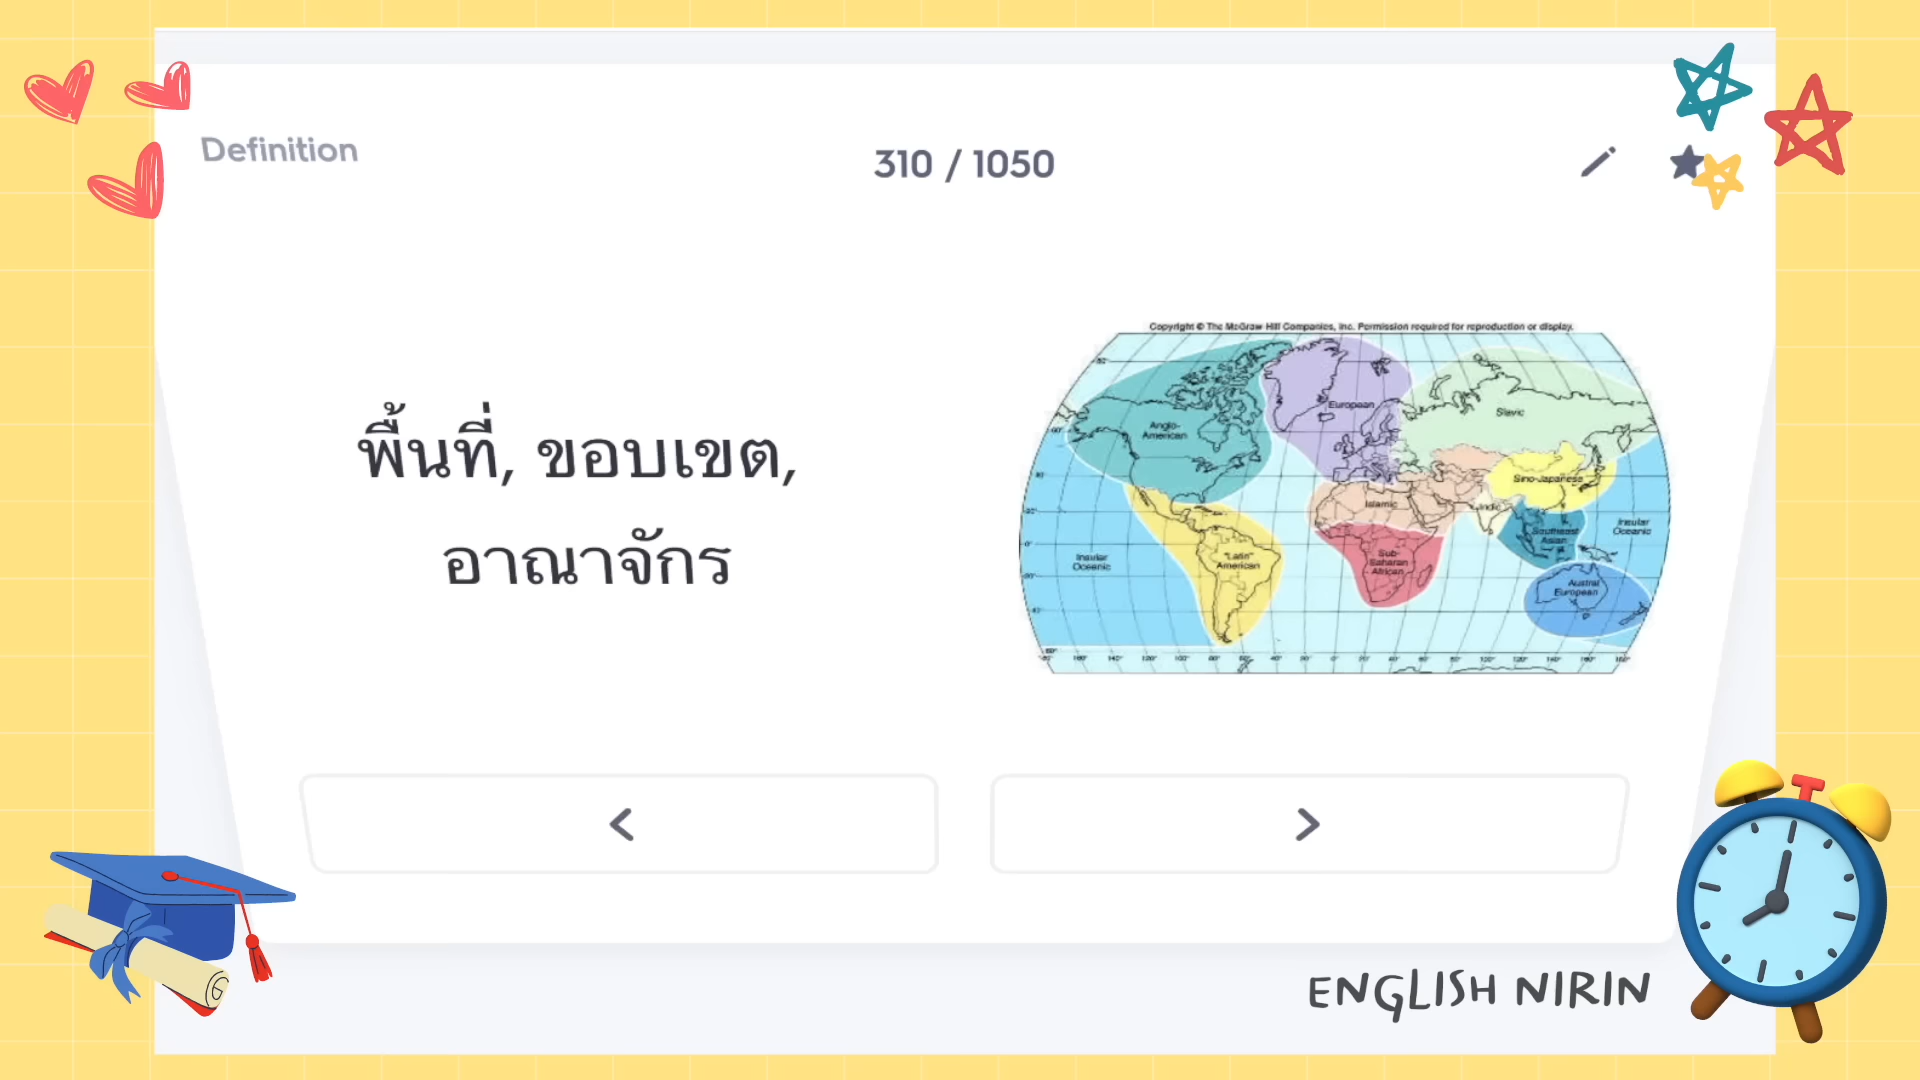 Definition
310 / 1050
พื้นที่, ขอบเขต,
อาณาจักร
Copyright © The McGraw Hill Companies, Inc. Permission required for reproduction or display.
Anglo-
American
European
Slavic
Sino-Japanese
Islamic
Indic
Southeast
Asian
Insular
Oceanic
Insular
Oceanic
"Latin"
American
Sub-
Saharan
African
Austral
European
ENGLISH NIRIN